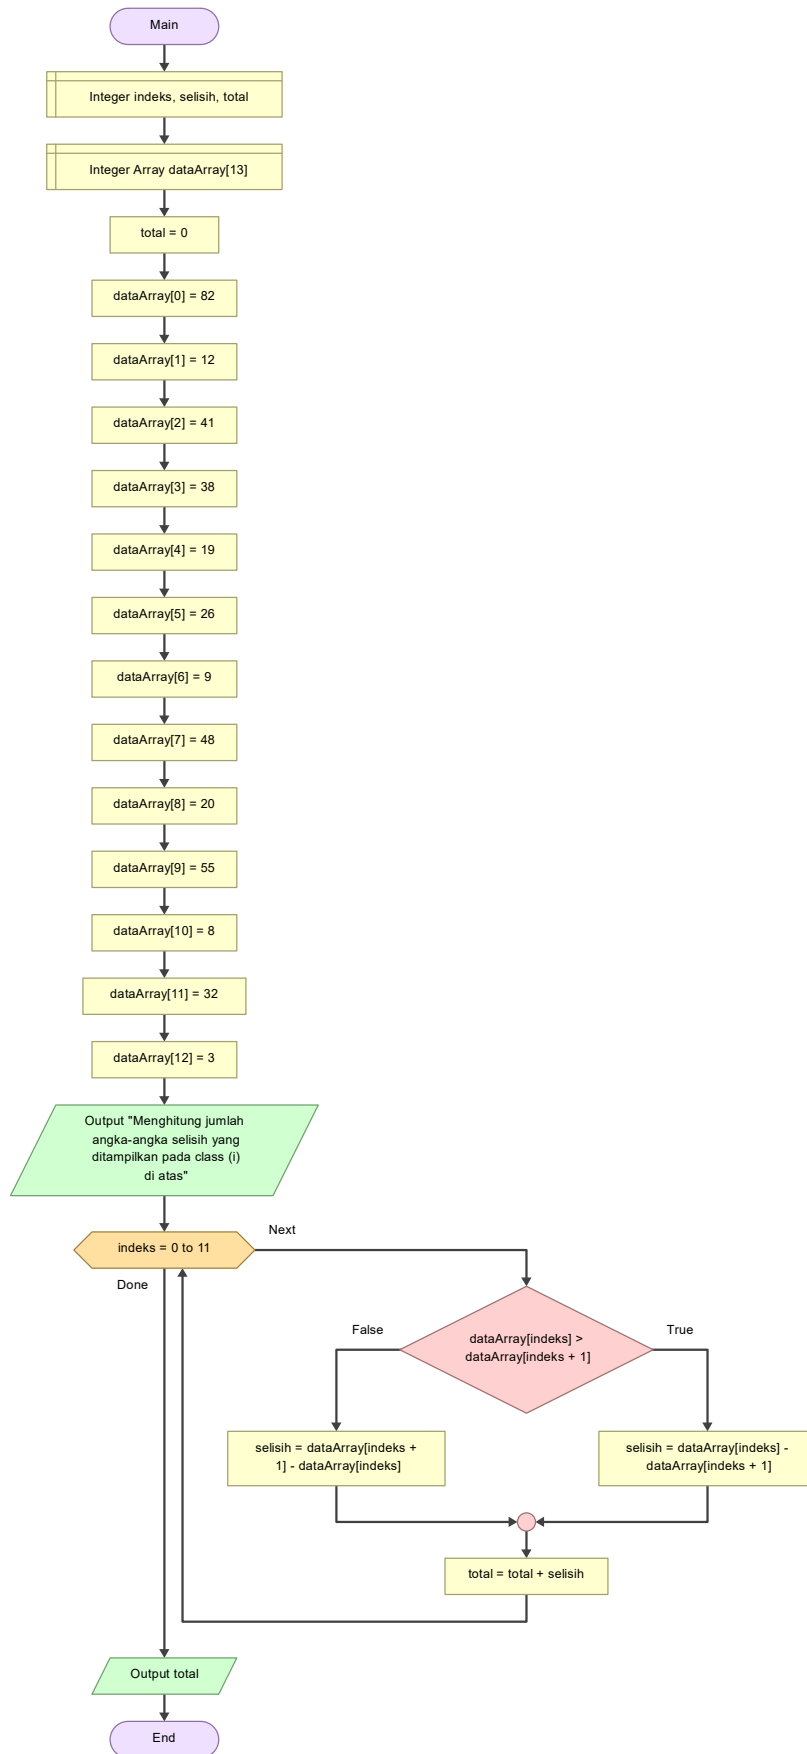 Main
Integer indeks, selisih, total
Integer Array dataArray[13]
total = 0
dataArray[0] = 82
dataArray[1] = 12
dataArray[2] = 41
dataArray[3] = 38
dataArray[4] = 19
dataArray[5] = 26
dataArray[6] = 9
dataArray[7] = 48
dataArray[8] = 20
dataArray[9] = 55
dataArray[10] = 8
dataArray[11] = 32
dataArray[12] = 3
Output "Menghitung jumlah
angka-angka selisih yang
ditampilkan pada class (i)
di atas"
indeks = 0 to 11
Next
Done
dataArray[indeks] >
dataArray[indeks + 1]
False
True
selisih = dataArray[indeks +
1] - dataArray[indeks]
selisih = dataArray[indeks] -
dataArray[indeks + 1]
total = total + selisih
Output total
End